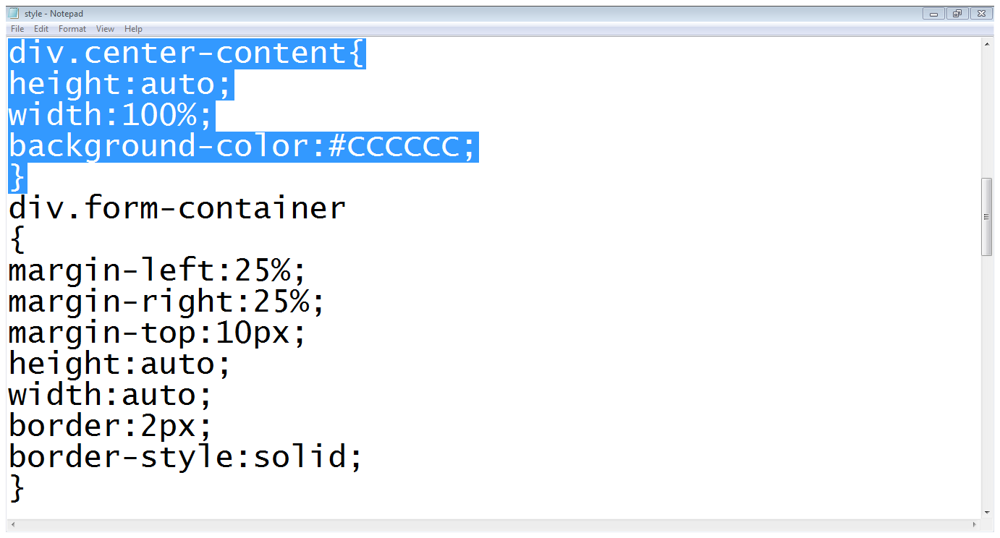 style - Notepad
File Edit Format View Help
div.center-content{
height:auto;
width:100%;
background-color:#CCCCCC;
}
div.form-container
{
margin-left:25%;
margin-right:25%;
margin-top:10px;
height:auto;
width:auto;
border:2px;
border-style:solid;
}